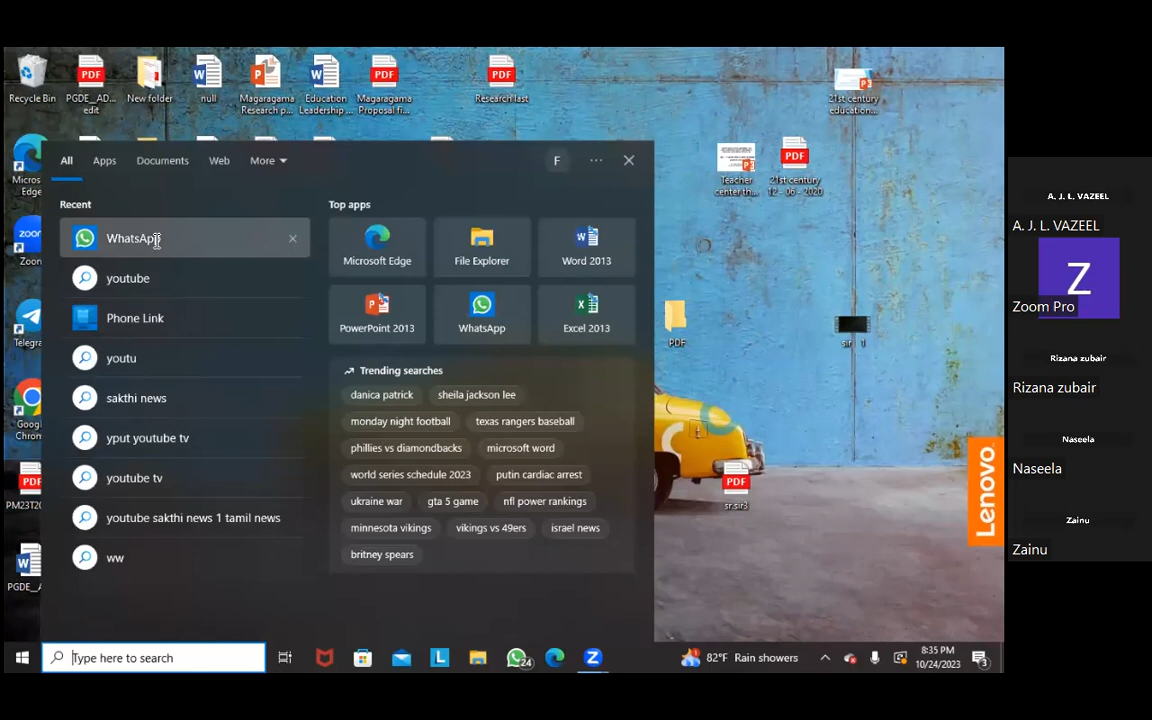 Recycle Bin
PGDE_AD...
edit
New folder
null
Magaragama
Research p...
Education
Leadership ...
Magaragama
Proposal fi...
Research last
21st century
education...
Micros...
Edge
All
Apps
Documents
Web
More
F
Teacher
center th...
21st century
12 - 06 - 2020
Recent
WhatsApp
youtube
Phone Link
youtu
sakthi news
yput youtube tv
youtube tv
youtube sakthi news 1 tamil news
ww
Top apps
Microsoft Edge
File Explorer
Word 2013
PowerPoint 2013
WhatsApp
Excel 2013
Trending searches
danica patrick
sheila jackson lee
monday night football
texas rangers baseball
phillies vs diamondbacks
microsoft word
world series schedule 2023
putin cardiac arrest
ukraine war
gta 5 game
nfl power rankings
minnesota vikings
vikings vs 49ers
israel news
britney spears
zoom
Zoom
Telegra
Google
Chrom
PM23T20
PGDE_A
PDF
sr.sir3
Lenovo
Type here to search
24
82°F Rain showers
8:35 PM
10/24/2023
3
A. J. L. VAZEEL
A. J. L. VAZEEL
Z
Zoom Pro
Rizana zubair
Rizana zubair
Naseela
Naseela
Zainu
Zainu